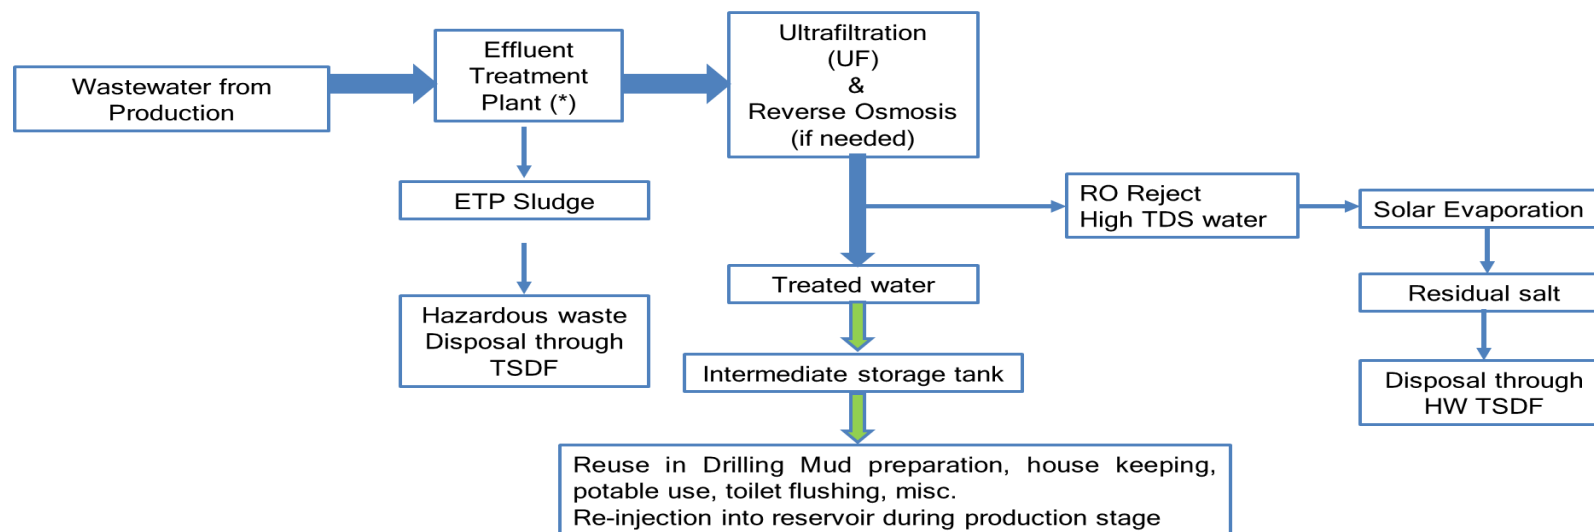 Wastewater from
Production
Effluent
Treatment
Plant (*)
Ultrafiltration
(UF)
&
Reverse Osmosis
(if needed)
ETP Sludge
RO Reject
High TDS water
Solar Evaporation
Treated water
Residual salt
Hazardous waste
Disposal through
TSDF
Intermediate storage tank
Disposal through
HW TSDF
Reuse in Drilling Mud preparation, house keeping,
potable use, toilet flushing, misc.
Re-injection into reservoir during production stage